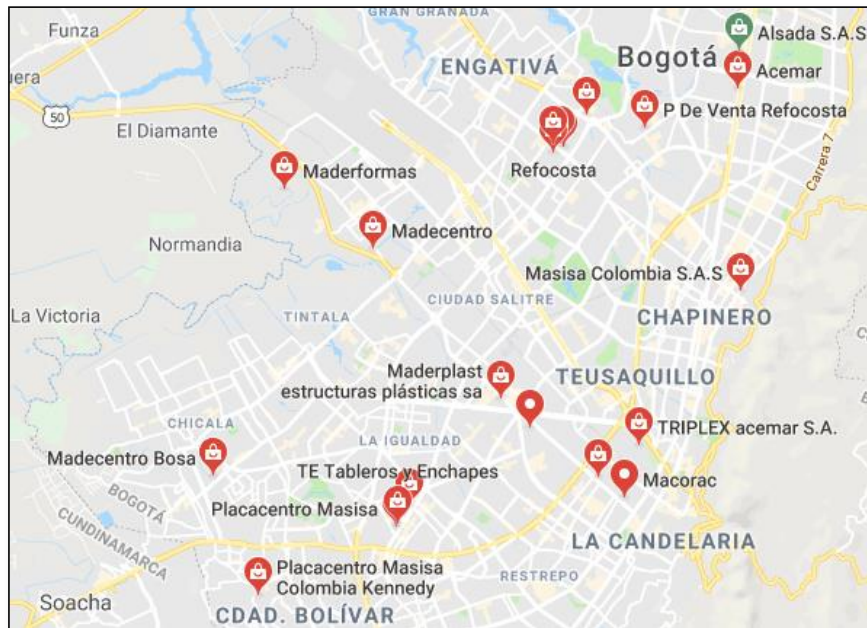 GRAN GRANADA
Funza
Alsada S.A.S
Bogotá
ENGATIVÁ
Acemar
P De Venta Refocosta
50
El Diamante
Carrera 7
Refocosta
Maderformas
Madecentro
Normandia
Masisa Colombia S.A.S
CIUDAD SALITRE
La Victoria
TINTALA
CHAPINERO
Maderplast
estructuras plásticas sa
TEUSAQUILLO
CHICALA
TRIPLEX acemar S.A.
LA IGUALDAD
Madecentro Bosa
TE Tableros y Enchapes
Macorac
Placacentro Masisa
BOGOTÁ
CUNDINAMARCA
LA CANDELARIA
Placacentro Masisa
Colombia Kennedy
RESTREPO
Soacha
CDAD. BOLÍVAR